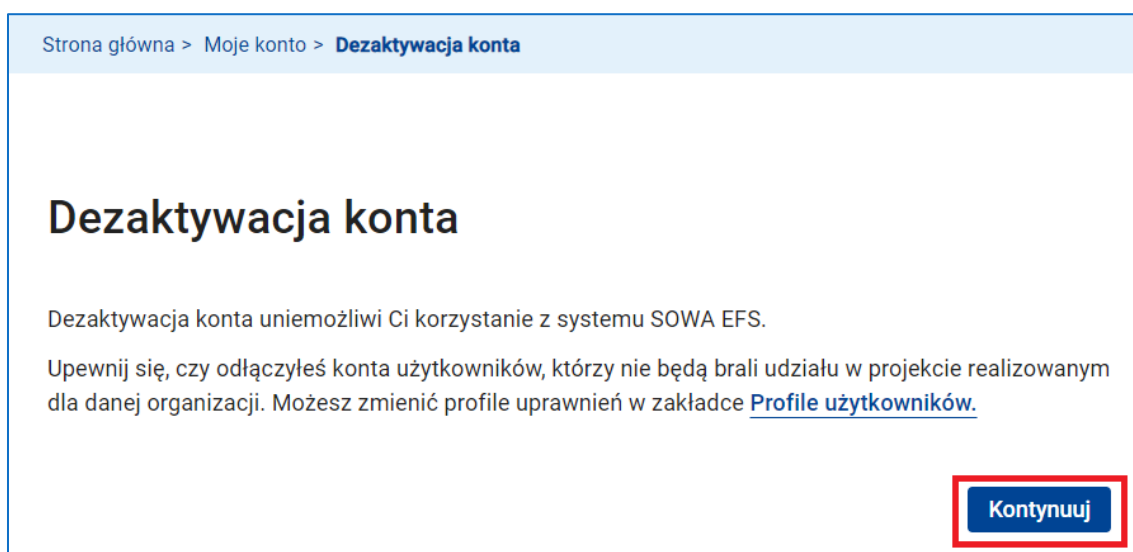 Strona główna > Moje konto > Dezaktywacja konta
Dezaktywacja konta
Dezaktywacja konta uniemożliwi Ci korzystanie z systemu SOWA EFS.
Upewnij się, czy odłączyłeś konta użytkowników, którzy nie będą brali udziału w projekcie realizowanym
dla danej organizacji. Możesz zmienić profile uprawnień w zakładce Profile użytkowników.
Kontynuuj